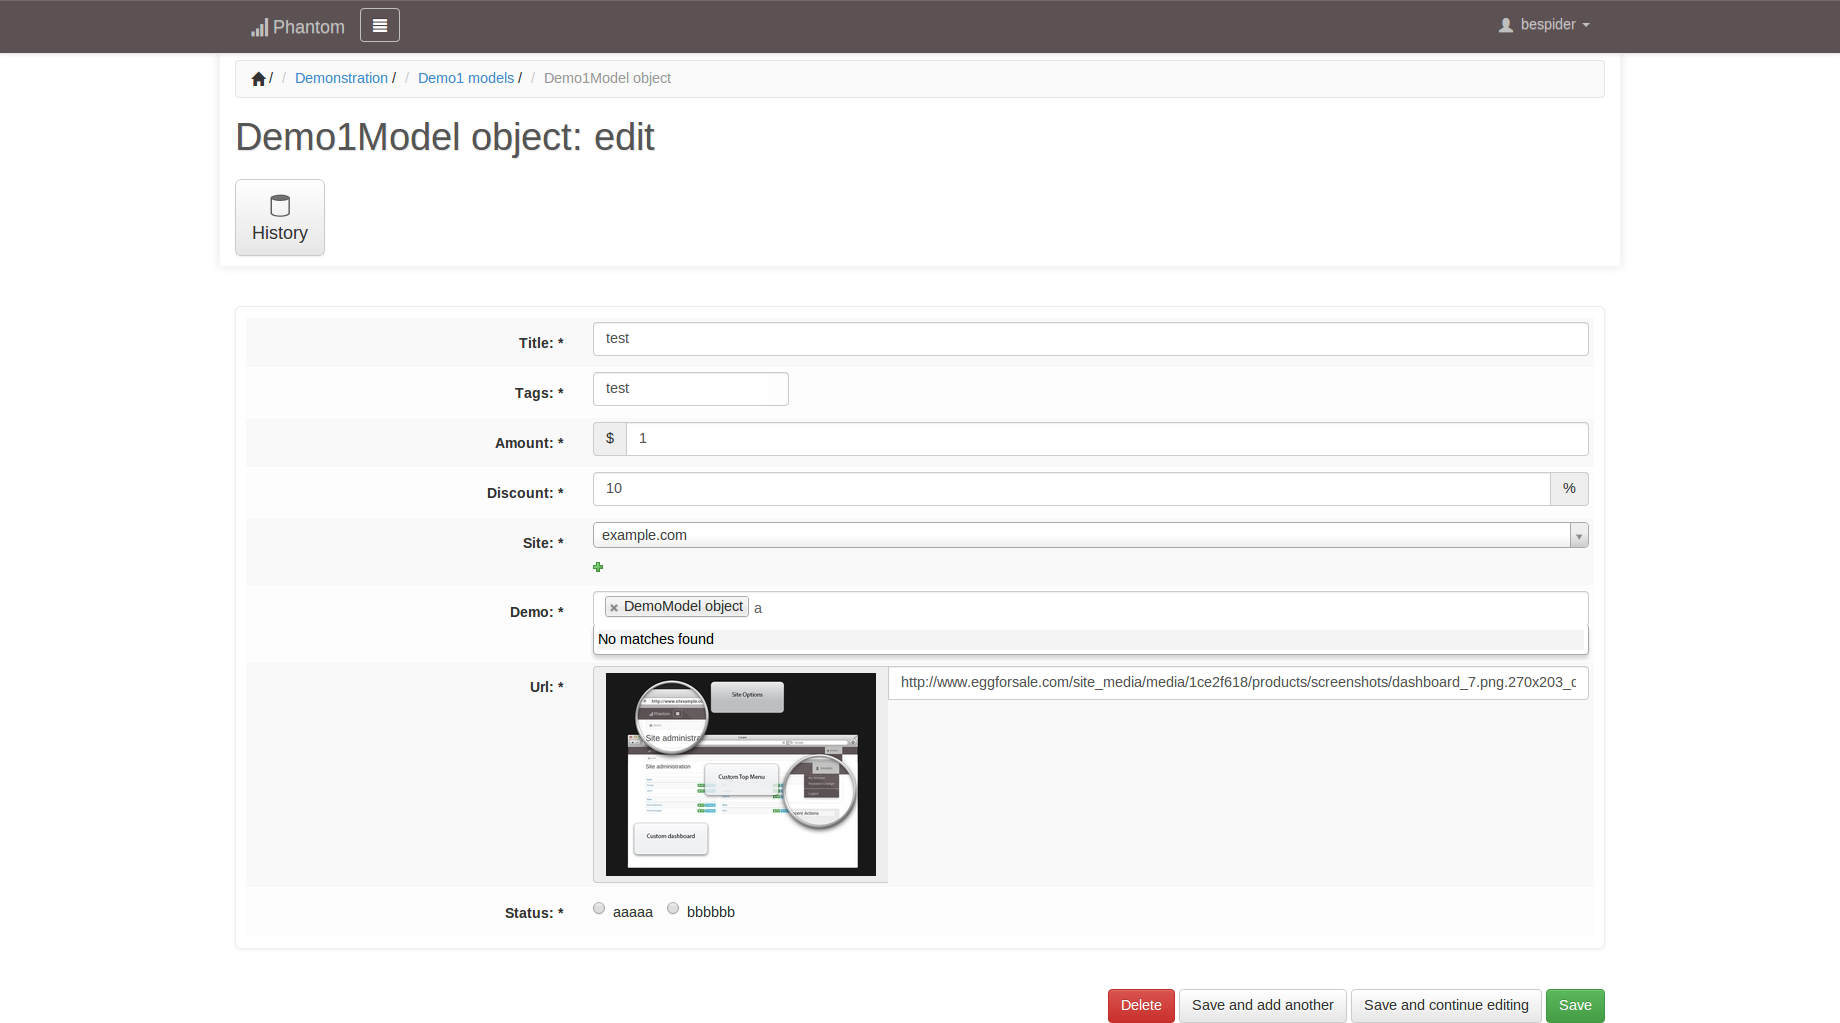 Phantom
bespider
/ / Demonstration / / Demo1 models / / Demo1Model object
Demo1Model object: edit
History
Title: * test
Tags: * test
Amount: * $ 1
Discount: * 10 %
Site: * example.com
Demo: * DemoModel object a
No matches found
Url: * http://www.eggforsale.com/site_media/media/1ce2f618/products/screenshots/dashboard_7.png.270x203_
Site Options
Phantom
Site administra
Site administration
Custom Top Menu
Custom dashboard
Status: * aaaaa bbbbbb
Delete Save and add another Save and continue editing Save